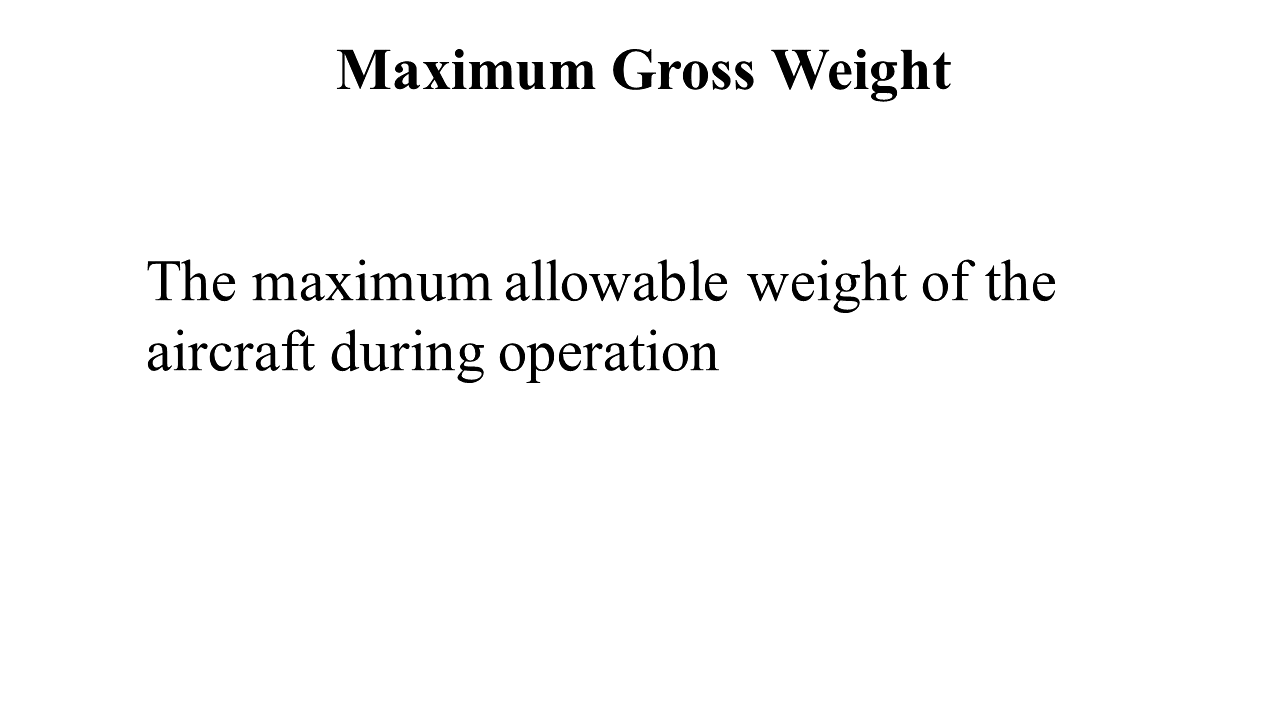 Maximum Gross Weight
The maximum allowable weight of the
aircraft during operation